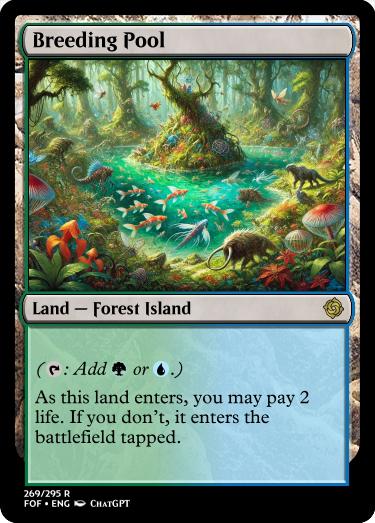 Breeding Pool
Land — Forest Island
(: Add or .)
As this land enters, you may pay 2
life. If you don't, it enters the
battlefield tapped.
269/295 R
FOF • ENG ChatGPT